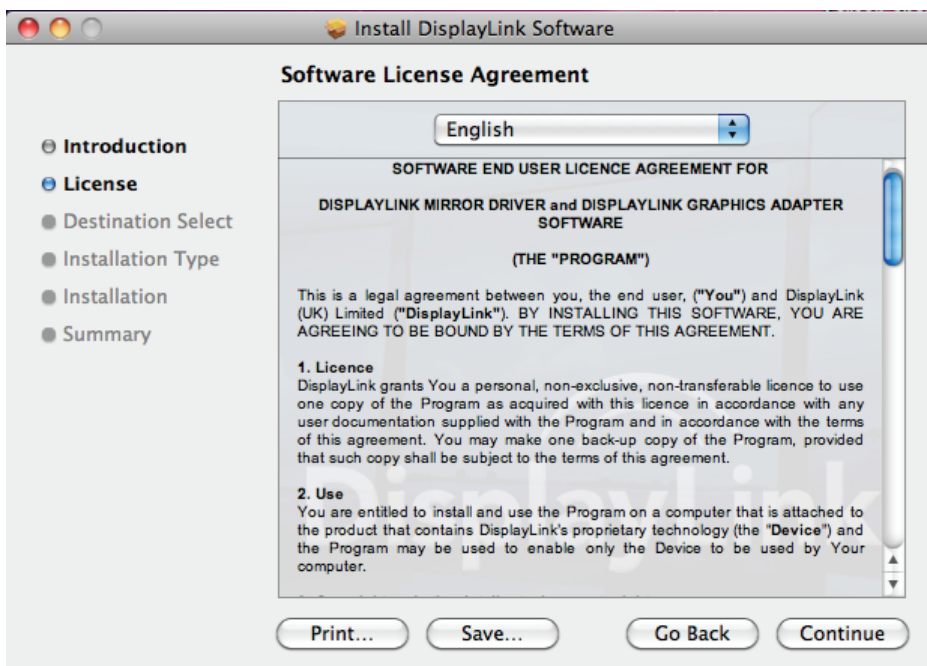 Install DisplayLink Software
Software License Agreement
Introduction
License
Destination Select
Installation Type
Installation
Summary
English
SOFTWARE END USER LICENCE AGREEMENT FOR
DISPLAYLINK MIRROR DRIVER and DISPLAYLINK GRAPHICS ADAPTER
SOFTWARE
(THE "PROGRAM")
This is a legal agreement between you, the end user, ("You") and DisplayLink
(UK) Limited ("DisplayLink"). BY INSTALLING THIS SOFTWARE, YOU ARE
AGREEING TO BE BOUND BY THE TERMS OF THIS AGREEMENT.
1. Licence
DisplayLink grants You a personal, non-exclusive, non-transferable licence to use
one copy of the Program as acquired with this licence in accordance with any
user documentation supplied with the Program and in accordance with the terms
of this agreement. You may make one back-up copy of the Program, provided
that such copy shall be subject to the terms of this agreement.
2. Use
You are entitled to install and use the Program on a computer that is attached to
the product that contains DisplayLink's proprietary technology (the "Device") and
the Program may be used to enable only the Device to be used by Your
computer.
DisplayLink
Print...
Save...
Go Back
Continue